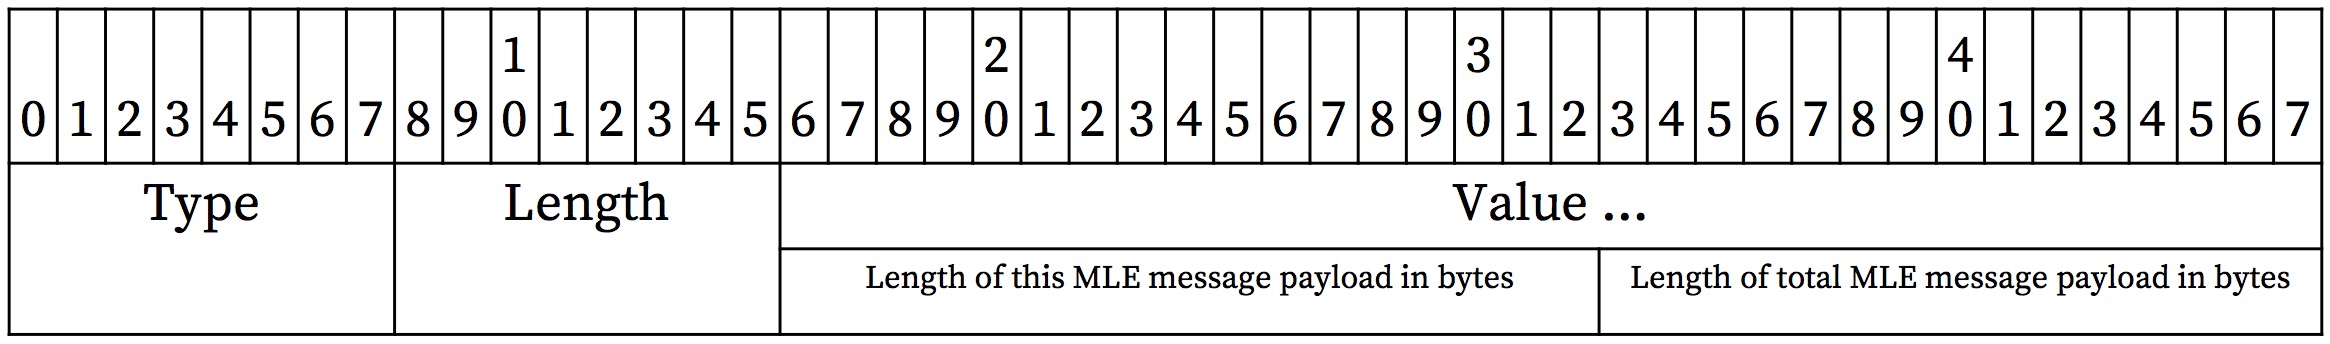 1 2 3 4
0 1 2 3 4 5 6 7 8 9 0 1 2 3 4 5 6 7 8 9 0 1 2 3 4 5 6 7 8 9 0 1 2 3 4 5 6 7 8 9 0 1 2 3 4 5 6 7
Type Length Value ...
Length of this MLE message payload in bytes Length of total MLE message payload in bytes